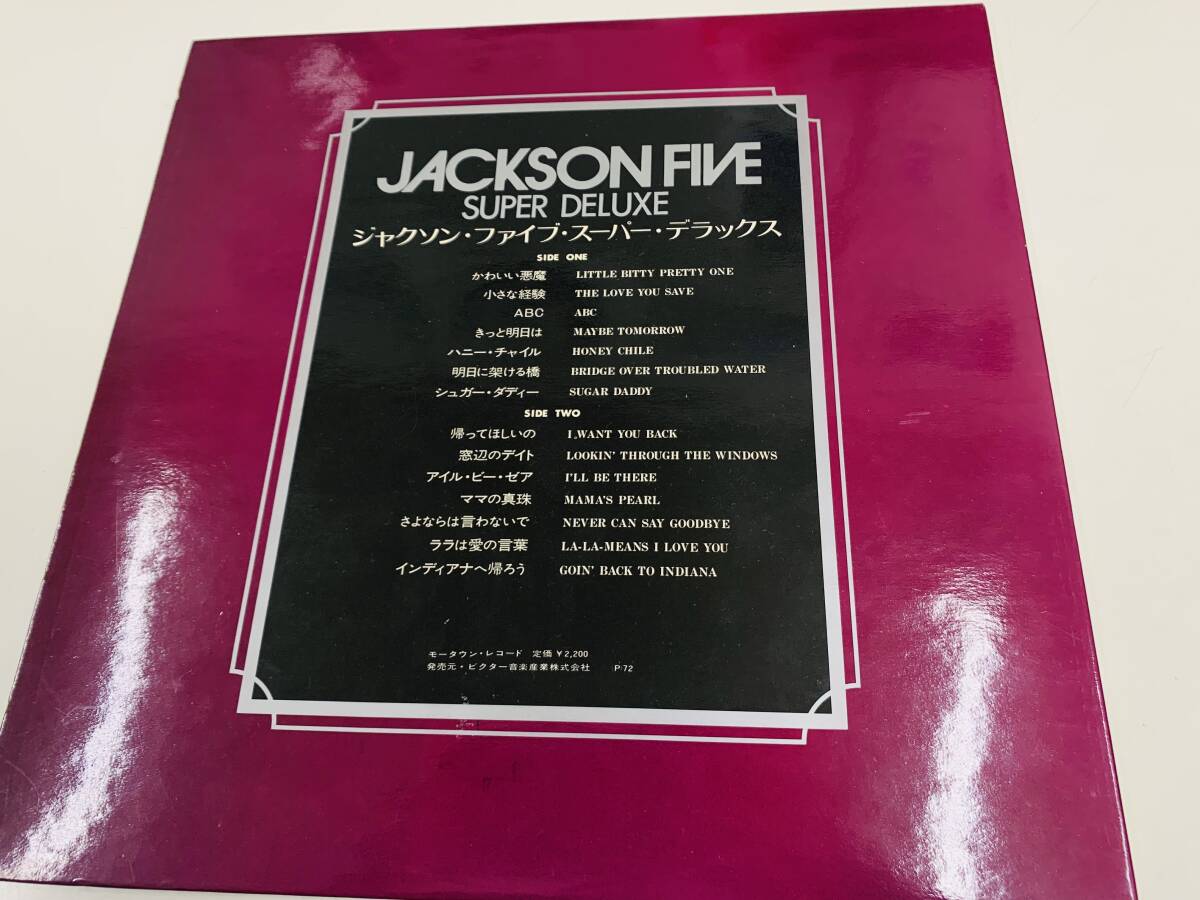 JACKSON FIVE
SUPER DELUXE
ジャクソン・ファイブ・スーパー・デラックス
SIDE ONE
かわいい悪魔 LITTLE BITTY PRETTY ONE
小さな経験 THE LOVE YOU SAVE
ABC ABC
きっと明日は MAYBE TOMORROW
ハニー・チャイル HONEY CHILE
明日に架ける橋 BRIDGE OVER TROUBLED WATER
シュガー・ダディー SUGAR DADDY
SIDE TWO
帰ってほしいの I WANT YOU BACK
窓辺のデイト LOOKIN' THROUGH THE WINDOWS
アイル・ビー・ゼア I'LL BE THERE
ママの真珠 MAMA'S PEARL
さよならは言わないで NEVER CAN SAY GOODBYE
ララは愛の言葉 LA-LA-MEANS I LOVE YOU
インディアナへ帰ろう GOIN' BACK TO INDIANA
モータウン・レコード 定価 ¥2,200
発売元・ビクター音楽産業株式会社 P·72